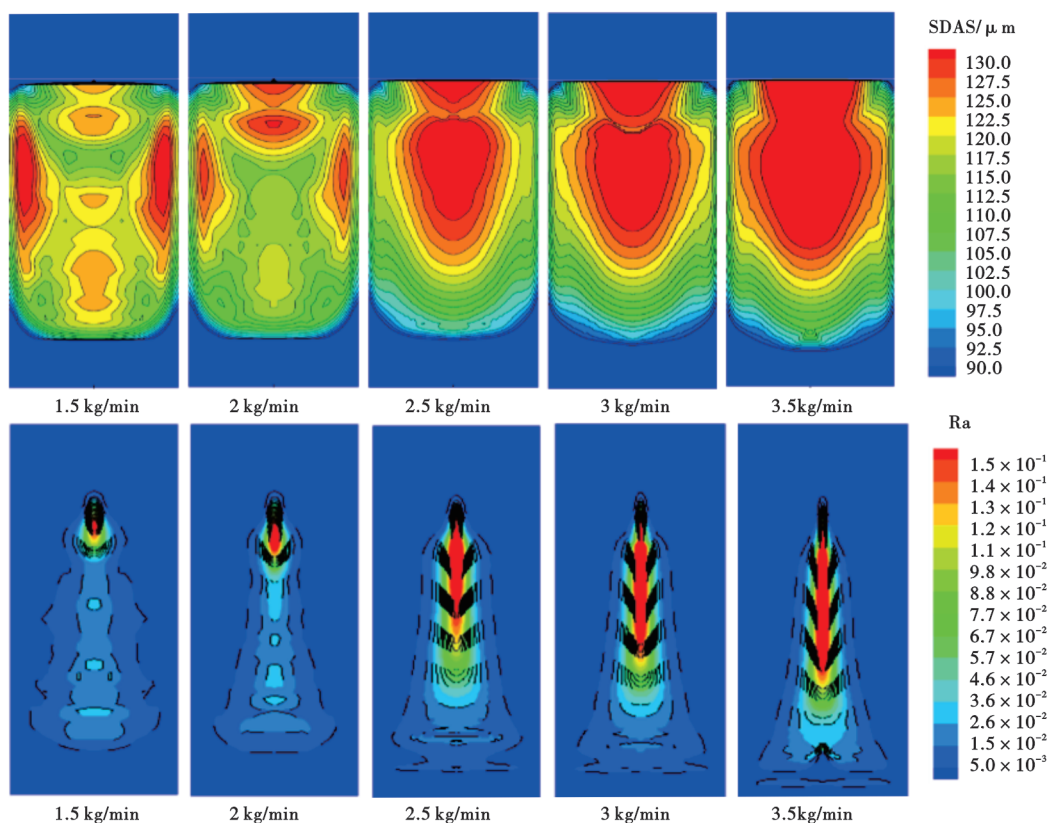 SDAS/μm
130.0
127.5
125.0
120.0
117.5
115.0
112.5
110.0
107.5
105.0
102.5
100.0
97.5
95.0
92.5
90.0
1.5 kg/min
2 kg/min
2.5 kg/min
3 kg/min
3.5kg/min
Ra
1.5 × 10⁻¹
1.4 × 10⁻¹
1.2 × 10⁻¹
1.1 × 10⁻¹
9.8 × 10⁻²
8.8 × 10⁻²
7.7 × 10⁻²
6.7 × 10⁻²
5.7 × 10⁻²
4.6 × 10⁻²
3.6 × 10⁻²
2.6 × 10⁻²
1.5 × 10⁻²
5.0 × 10⁻³
1.5 kg/min
2 kg/min
2.5 kg/min
3 kg/min
3.5kg/min